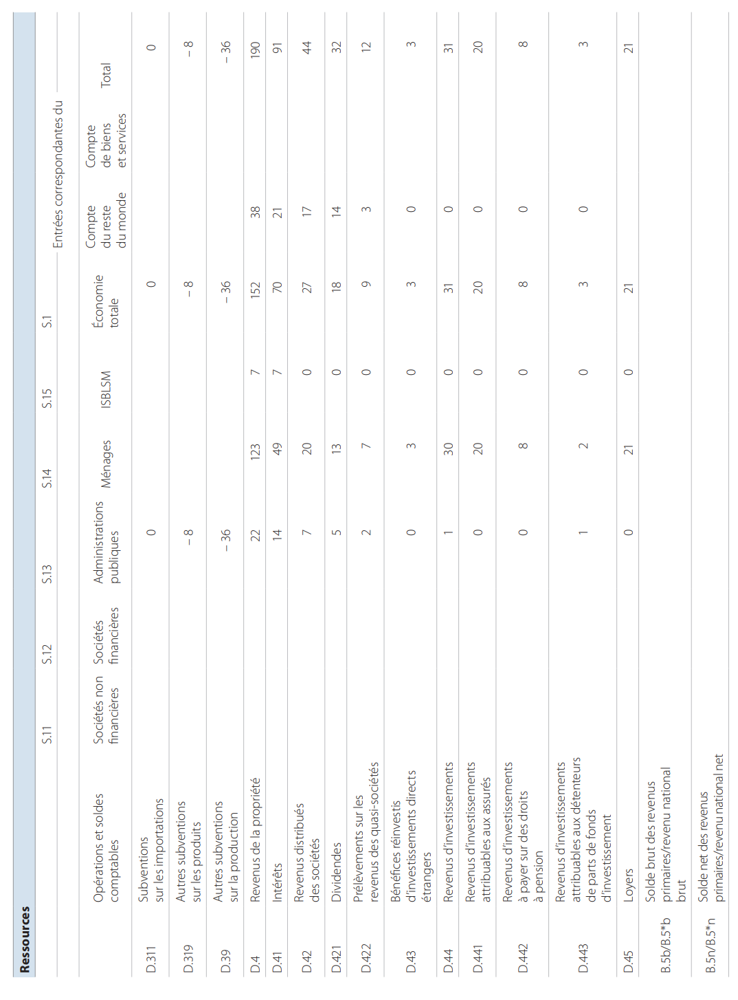 Ressources
S.11 S.12 S.13 S.14 S.15 S.1 Entrées correspondantes du
Opérations et soldes comptables Sociétés non financières Sociétés financières Administrations publiques Ménages ISBLSM Économie totale Compte du reste du monde Compte de biens et services Total
D.311 Subventions
sur les importations 0 0 0
D.319 Autres subventions
sur les produits – 8 – 8 – 8
D.39 Autres subventions
sur la production – 36 – 36 – 36
D.4 Revenus de la propriété 22 123 7 152 38 190
D.41 Intérêts 14 49 7 70 21 91
D.42 Revenus distribués
des sociétés 7 20 0 27 17 44
D.421 Dividendes 5 13 0 18 14 32
D.422 Prélèvements sur les
revenus des quasi-sociétés 2 7 0 9 3 12
D.43 Bénéfices réinvestis
d’investissements directs
étrangers 0 3 0 3 0 3
D.44 Revenus d’investissements 1 30 0 31 0 31
D.441 Revenus d’investissements
attribuables aux assurés 0 20 0 20 0 20
D.442 Revenus d’investissements
à payer sur des droits
à pension 0 8 0 8 0 8
D.443 Revenus d’investissements
attribuables aux détenteurs
de parts de fonds
d’investissement 1 2 0 3 0 3
D.45 Loyers 0 21 0 21 21
B.5b/B.5*b Solde brut des revenus
primaires/revenu national
brut
B.5n/B.5*n Solde net des revenus
primaires/revenu national net